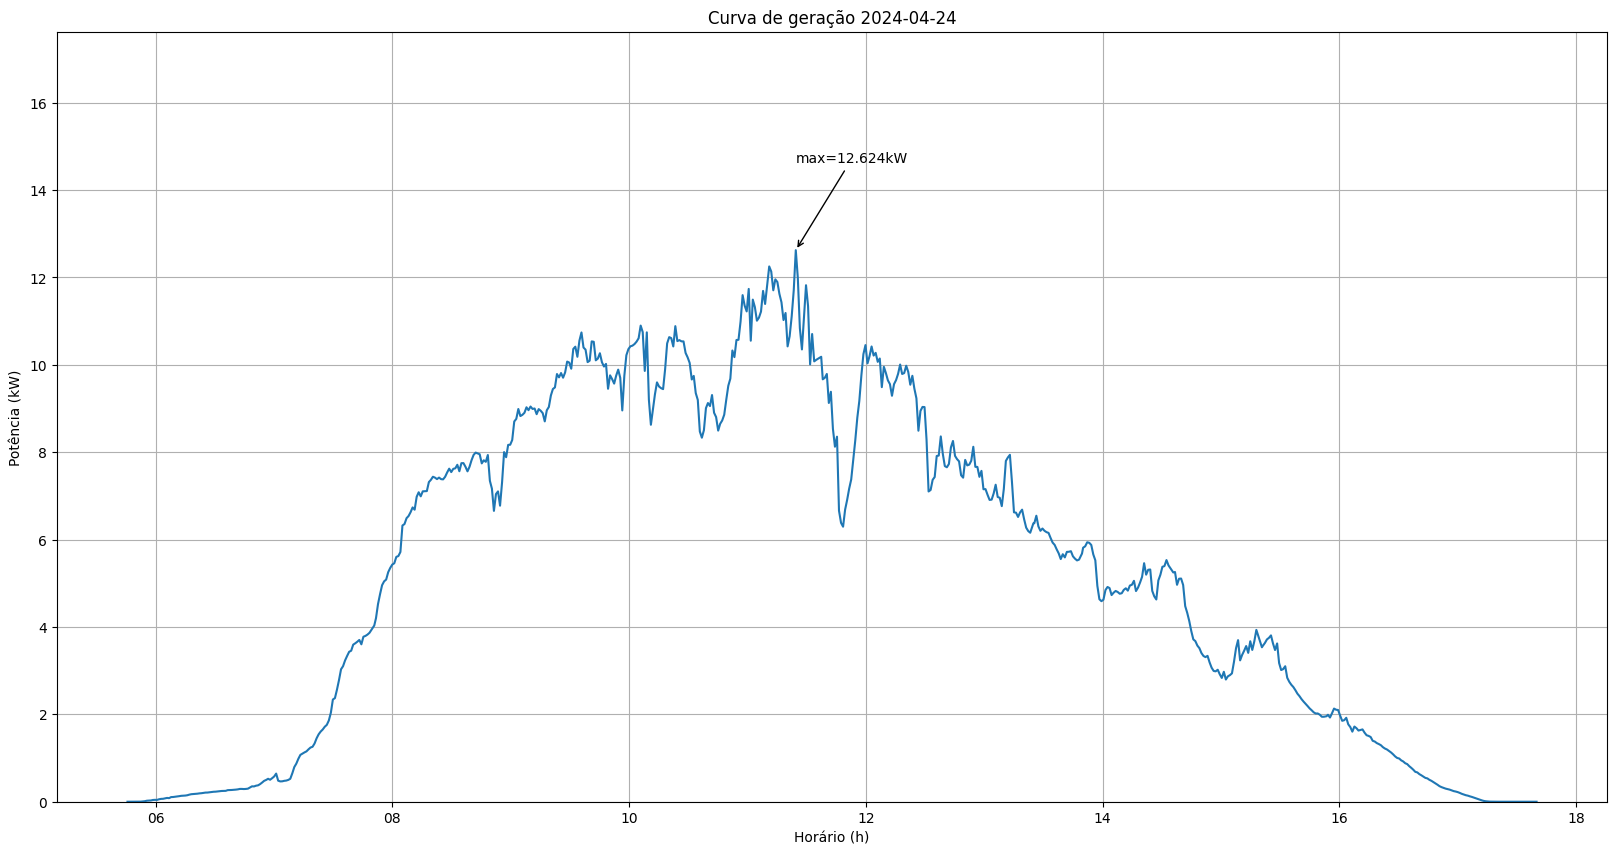 Curva de geração 2024-04-24
16
14
12
10
8
6
4
2
0
Potência (kW)
max=12.624kW
06 08 10 12 14 16 18
Horário (h)